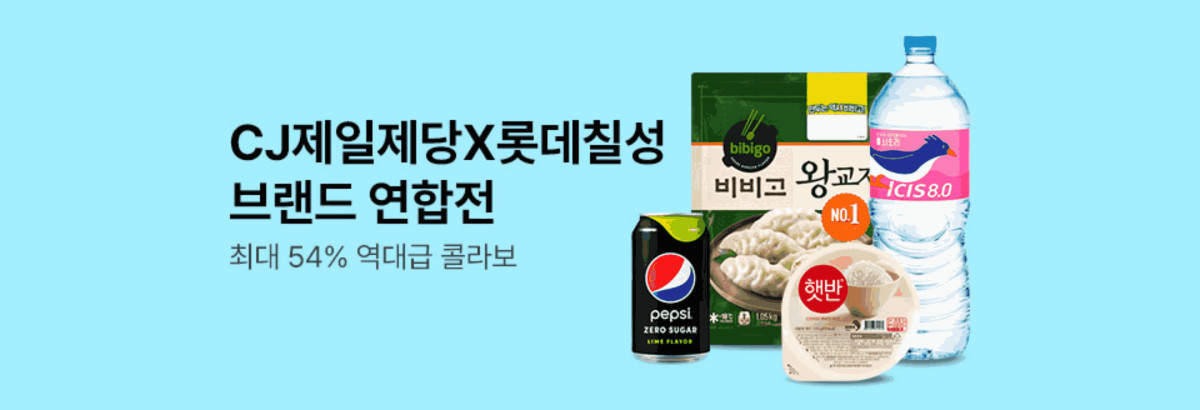 CJ제일제당X롯데칠성
브랜드 연합전
최대 54% 역대급 콜라보
bibigo
비비고 왕교자
NO.1
1.05kg
ICIS 8.0
pepsi
ZERO SUGAR
LIME FLAVOR
햇반